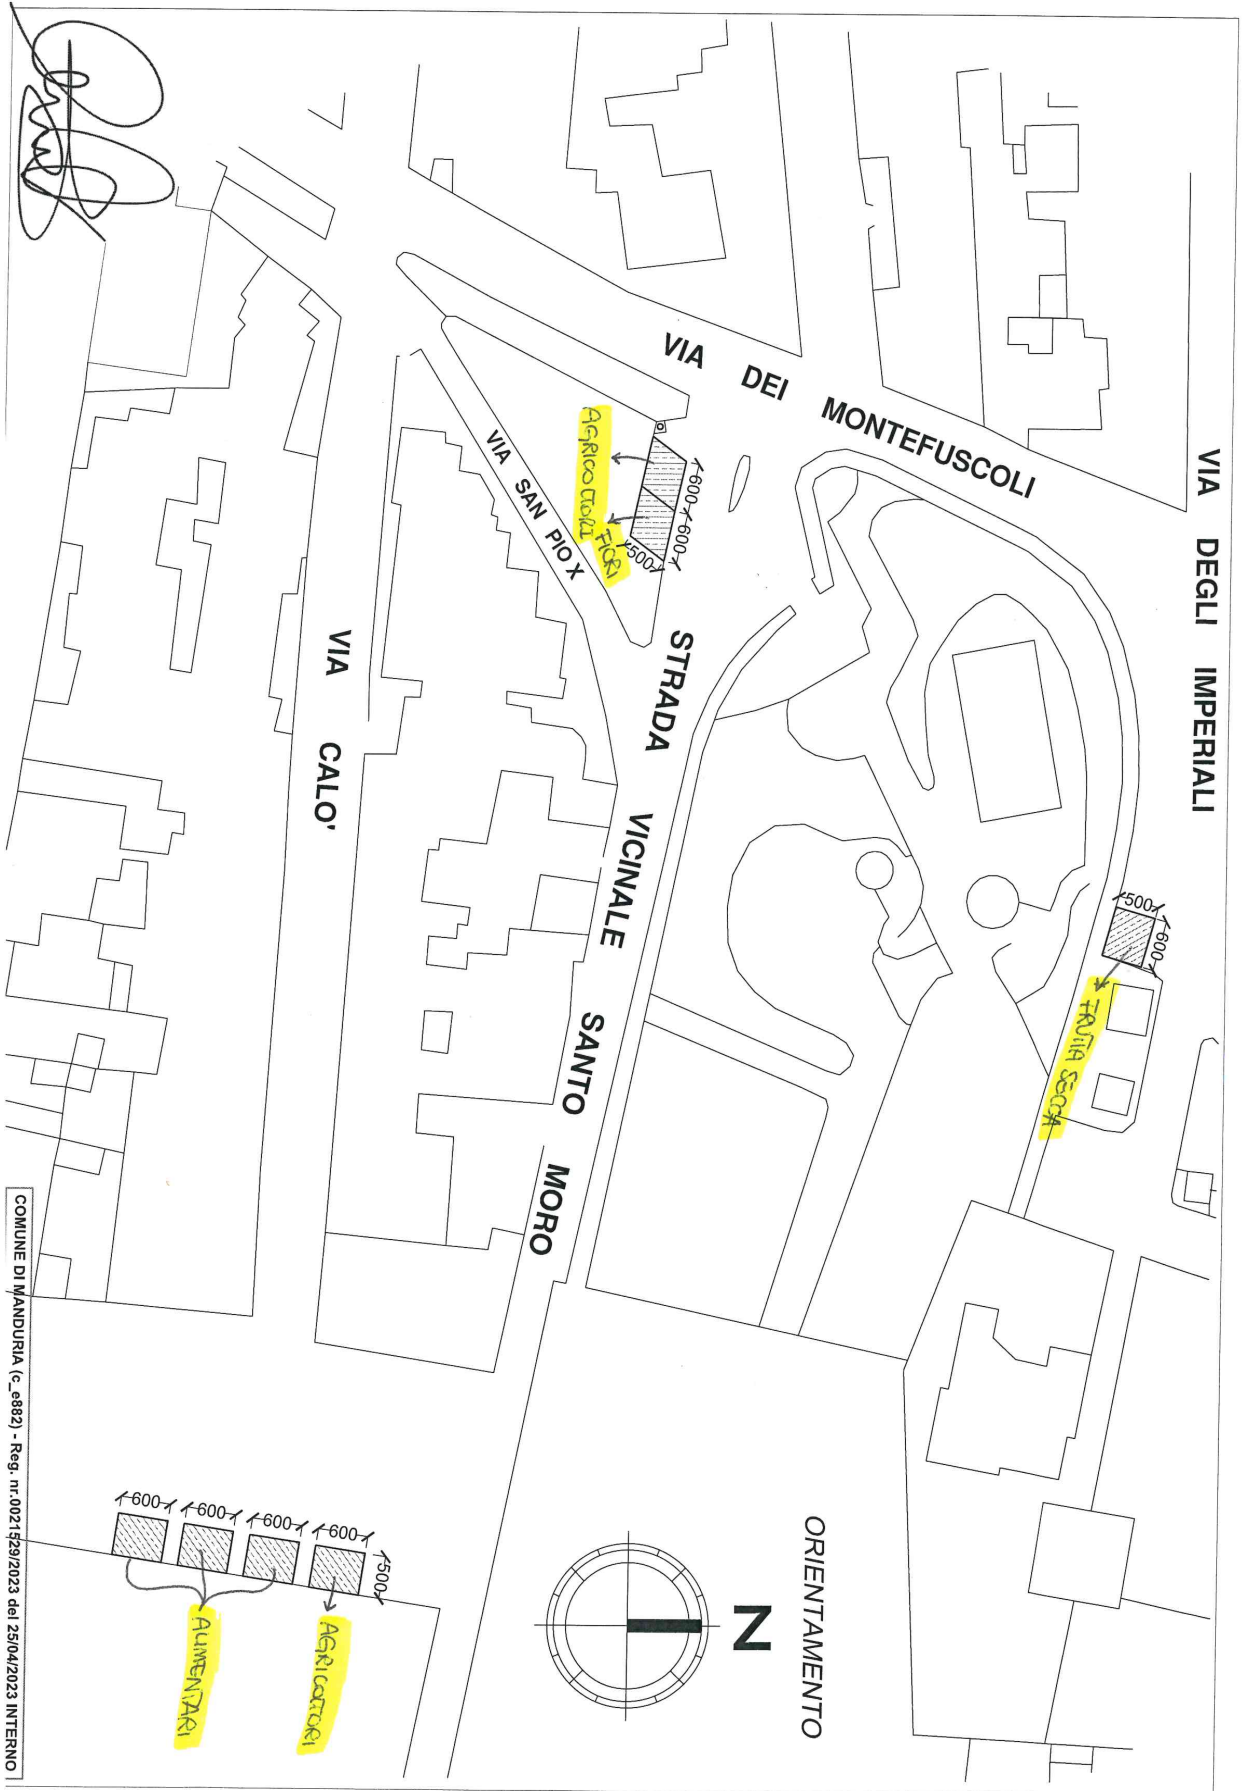 VIA DEGLI IMPERIALI
VIA DEI MONTEFUSCOLI
600
600
500
AGRICOLTORI
FIORI
VIA SAN PIO X
STRADA VICINALE SANTO MORO
VIA CALO'
500
600
FRUTTA SECCA
ORIENTAMENTO
N
600
600
600
600
500
AGRICOLTORI
ALIMENTARI
COMUNE DI MANDURIA (c_e882) - Reg. nr.0021529/2023 del 25/04/2023 INTERNO